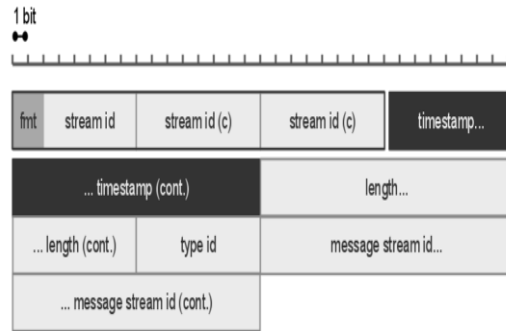 1 bit
fmt stream id stream id (c) stream id (c) timestamp...
... timestamp (cont.) length...
... length (cont.) type id message stream id...
... message stream id (cont.)